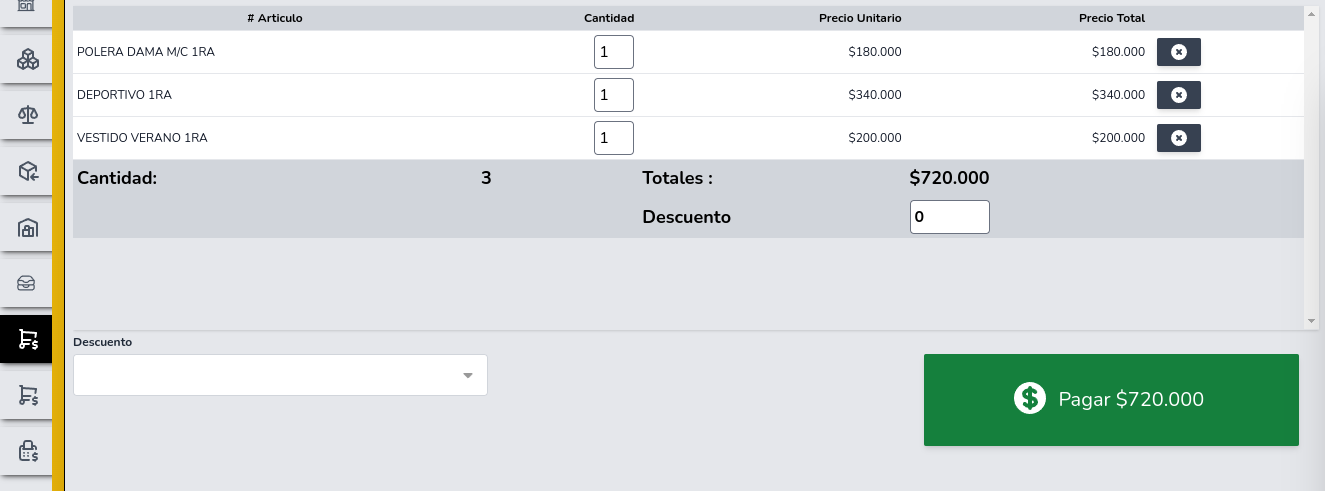 # Articulo Cantidad Precio Unitario Precio Total
POLERA DAMA M/C 1RA 1 $180.000 $180.000
DEPORTIVO 1RA 1 $340.000 $340.000
VESTIDO VERANO 1RA 1 $200.000 $200.000
Cantidad: 3 Totales : $720.000
Descuento 0
Descuento
Pagar $720.000